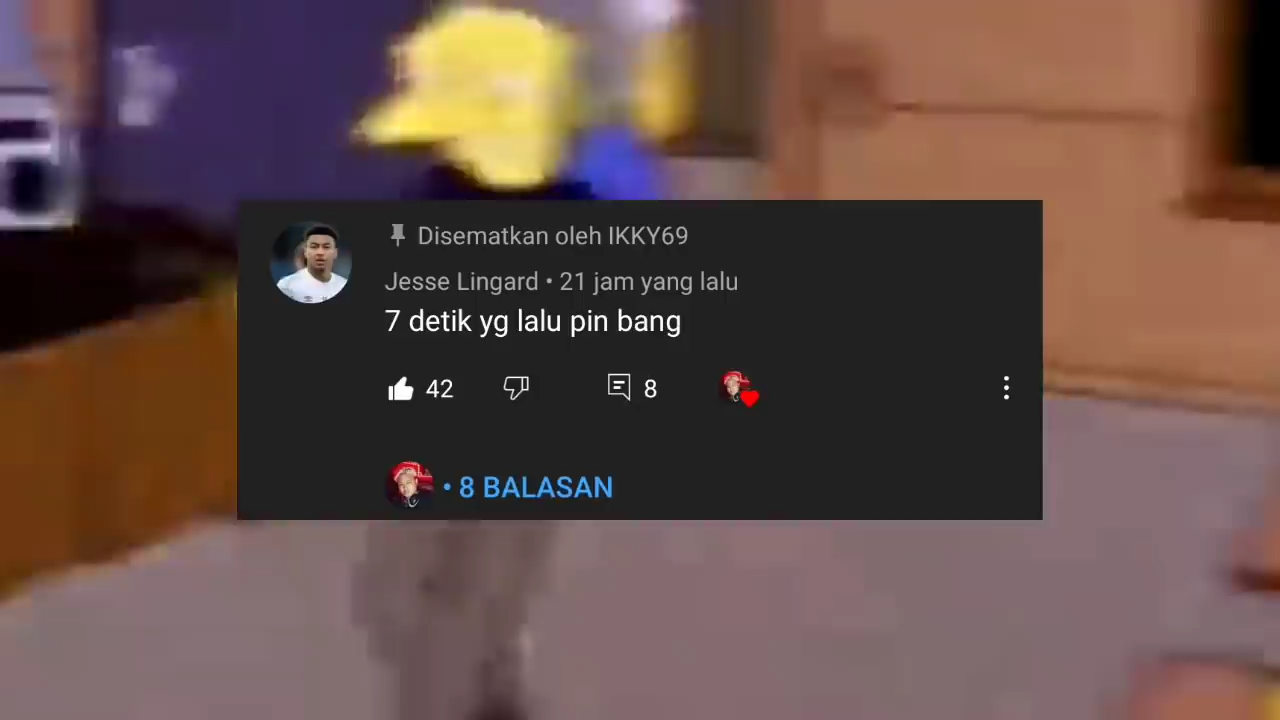 Disematkan oleh IKKY69
Jesse Lingard • 21 jam yang lalu
7 detik yg lalu pin bang
42 8
• 8 BALASAN